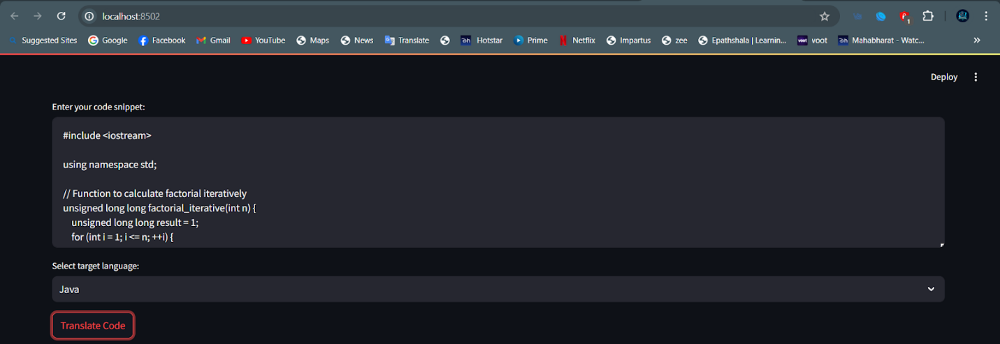 localhost:8502
1
Suggested Sites Google Facebook Gmail YouTube Maps News Translate Hotstar Prime Netflix Impartus zee Epathshala | Learnin... voot voot Mahabharat - Watc... »
Deploy
Enter your code snippet:
#include <iostream>
using namespace std;
// Function to calculate factorial iteratively
unsigned long long factorial_iterative(int n) {
unsigned long long result = 1;
for (int i = 1; i <= n; ++i) {
Select target language:
Java
Translate Code